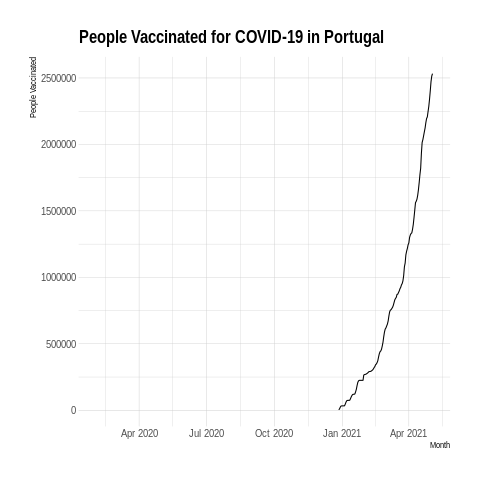 People Vaccinated for COVID-19 in Portugal
People Vaccinated
2500000
2000000
1500000
1000000
500000
0
Apr 2020 Jul 2020 Oct 2020 Jan 2021 Apr 2021
Month